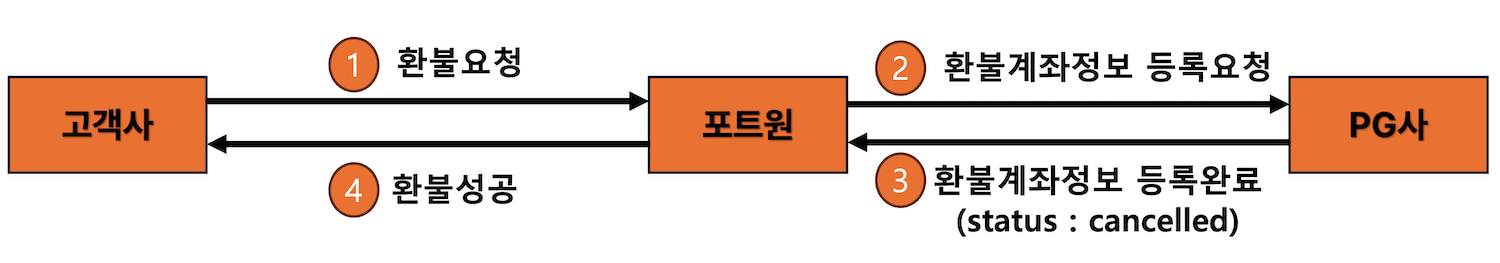 1 환불요청
2 환불계좌정보 등록요청
고객사
포트원
PG사
4 환불성공
3 환불계좌정보 등록완료
(status : cancelled)